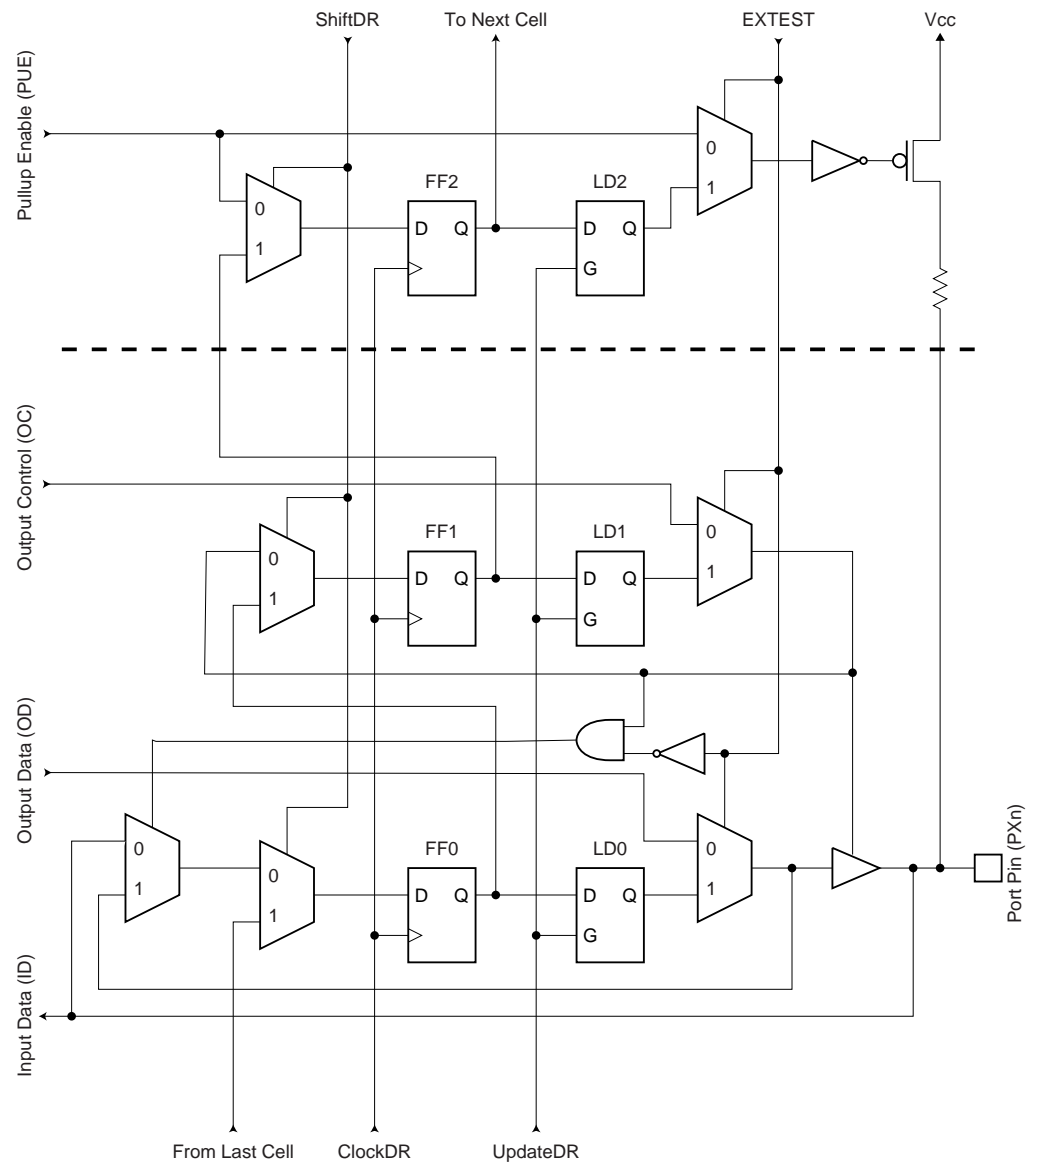 ShiftDR
To Next Cell
EXTEST
Vcc
Pullup Enable (PUE)
0
1
FF2
D Q
LD2
D Q
G
0
1
Output Control (OC)
0
1
FF1
D Q
LD1
D Q
G
0
1
Output Data (OD)
0
1
0
1
FF0
D Q
LD0
D Q
G
0
1
Port Pin (PXn)
Input Data (ID)
From Last Cell
ClockDR
UpdateDR